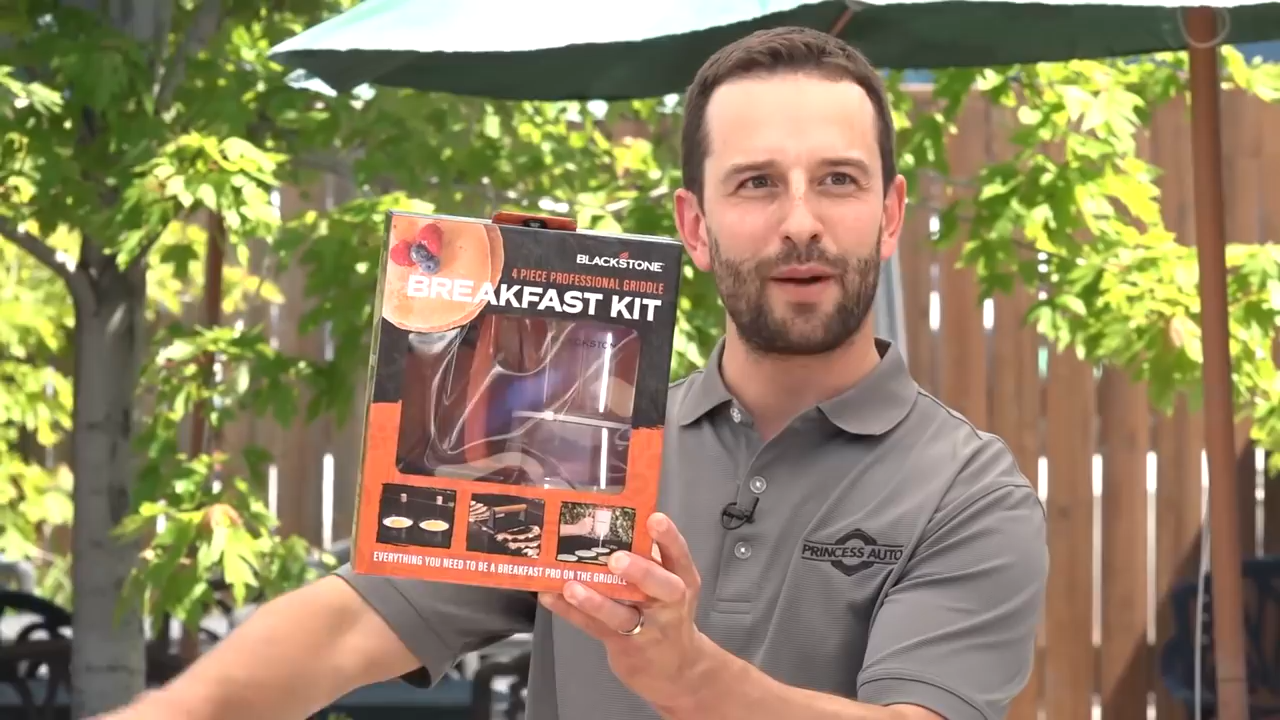 BLACKSTONE
4 PIECE PROFESSIONAL GRIDDLE
BREAKFAST KIT
EVERYTHING YOU NEED TO BE A BREAKFAST PRO ON THE GRIDDLE
PRINCESS AUTO